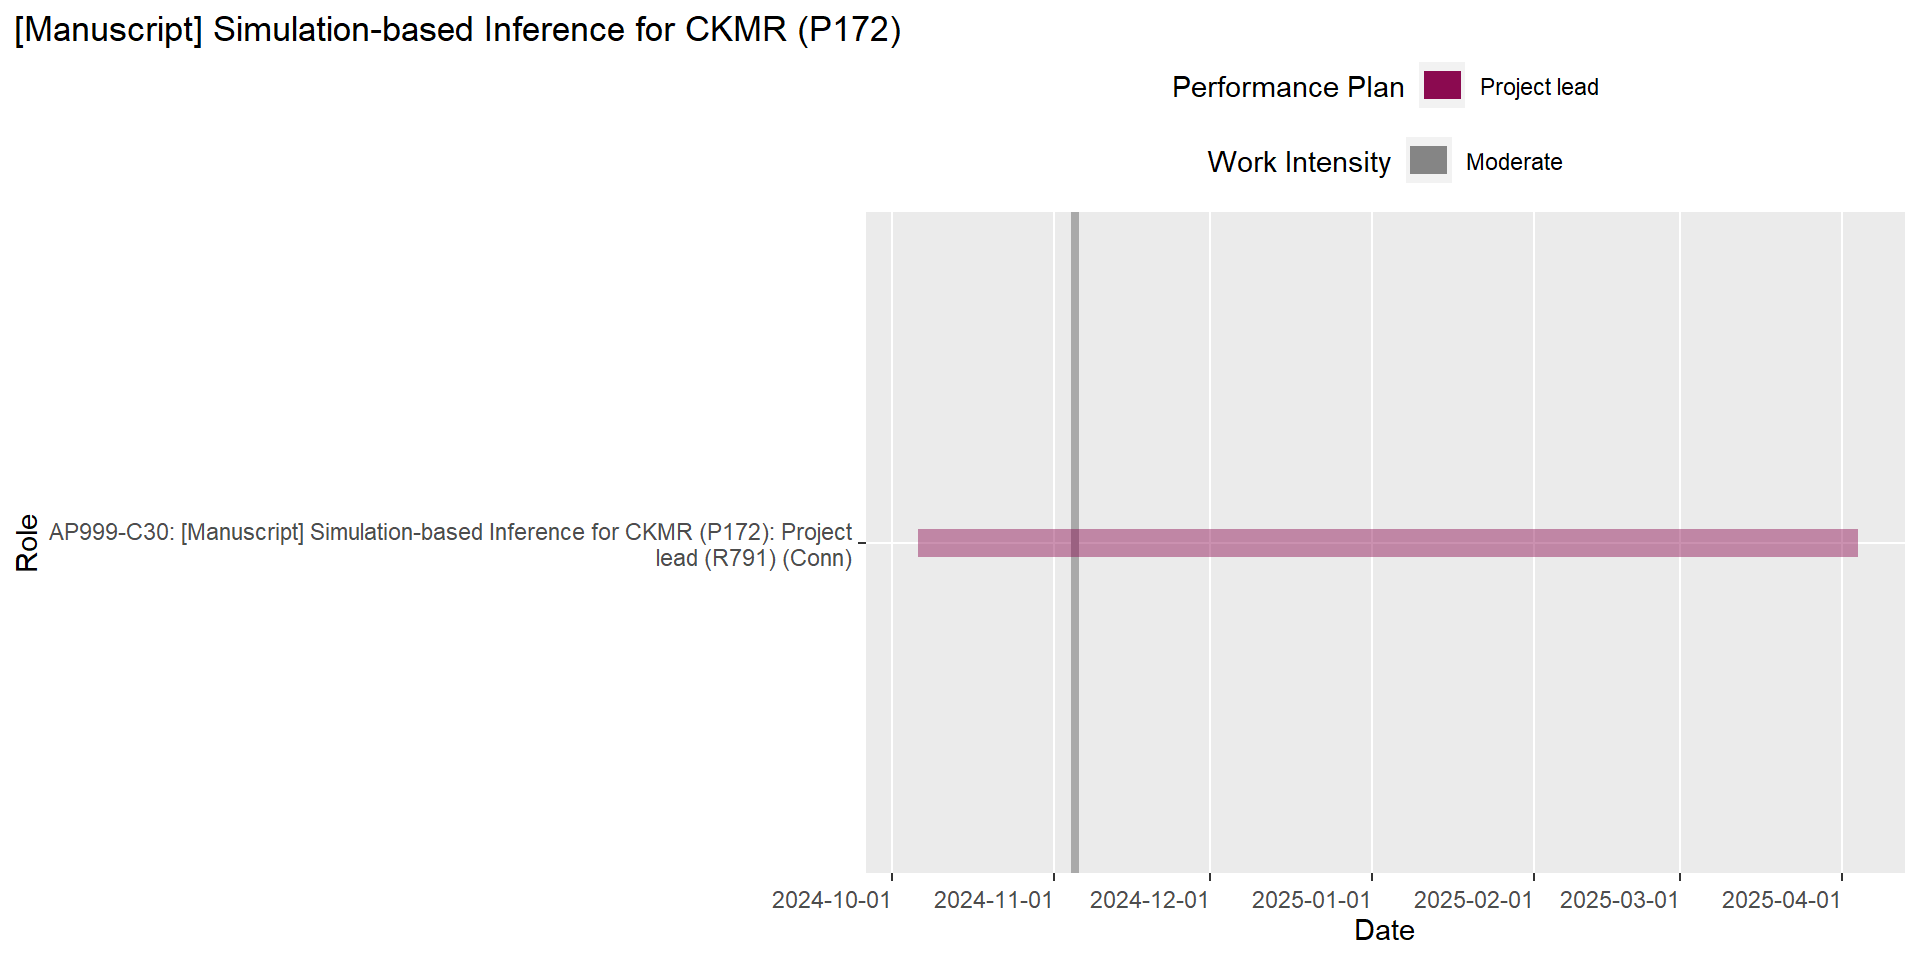 [Manuscript] Simulation-based Inference for CKMR (P172)
Performance Plan
Project lead
Work Intensity
Moderate
Role
AP999-C30: [Manuscript] Simulation-based Inference for CKMR (P172): Project
lead (R791) (Conn)
2024-10-01
2024-11-01
2024-12-01
2025-01-01
2025-02-01
2025-03-01
2025-04-01
Date